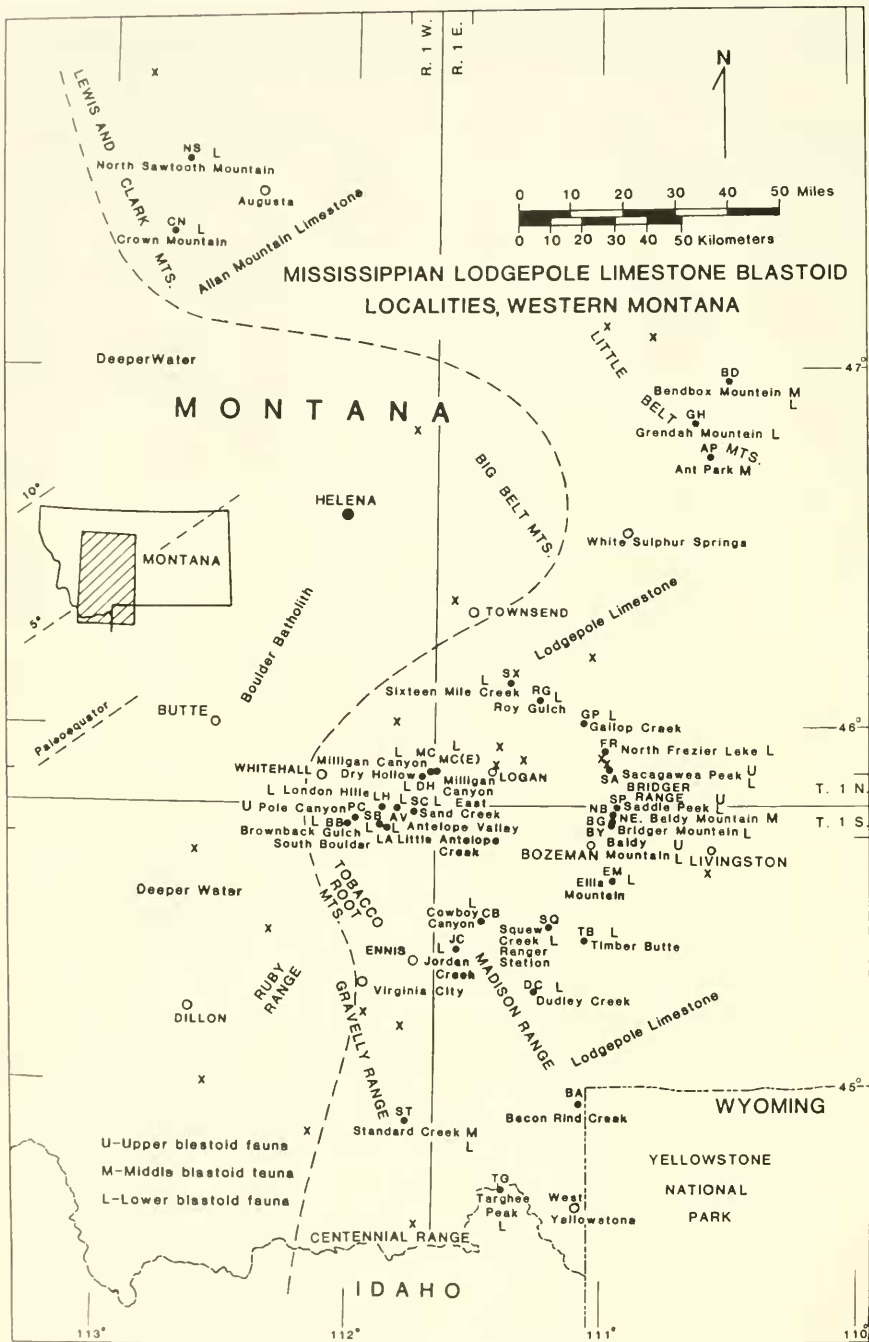 R. 1 W.
R. 1 E.
N
LEWIS AND
CLARK
MTS.
x
NS L
North Sawtooth Mountain
Augusta
CN L
Crown Mountain
Allan Mountain Limestone
0 10 20 30 40 50 Miles
0 10 20 30 40 50 Kilometers
MISSISSIPPIAN LODGEPOLE LIMESTONE BLASTOID
LOCALITIES, WESTERN MONTANA
Deeper Water
x x
47°
LITTLE
BELT
MTS.
BD
Bendbox Mountain M
L
GH
Grendah Mountain L
AP
Ant Park M
MONTANA
x
HELENA
BIG BELT MTS.
White Sulphur Springs
10°
5°
MONTANA
Paleoequator
x
TOWNSEND
Lodgepole Limestone
Boulder Batholith
x
BUTTE
L SX
Sixteen Mile Creek
RG L
Roy Gulch
GP L
Gallop Creek
46°
x
x x x
FR
North Frezier Lake L
x
SA Sacagawea Peak U
L
BRIDGER
RANGE
L MC L
Milligan Canyon MC(E)
WHITEHALL
Dry Hollow
DH Milligan
Canyon
East
LOGAN
L London Hills
L
LH
L SC L
Sand Creek
T. 1 N.
T. 1 S.
U Pole Canyon PC
L BB
SB AV
L Antelope Valley
Brownback Gulch
South Boulder
LA Little Antelope
Creek
SP U
Saddle Peak L
NB NE. Beldy Mountain M
BG Bridger Mountain L
BY Baldy U
Mountain L
BOZEMAN
LIVINGSTON
x
EM
Ellia L
Mountain
x
Deeper Water
TOBACCO
ROOT
MTS.
L
Cowboy CB
Canyon
SQ
Squew
Creek L
Ranger
Station
TB L
Timber Butte
x
ENNIS
JC
L Jordan
Creek
Virginia City
RUBY
RANGE
MADISON RANGE
DC L
Dudley Creek
DILLON
GRAVELLY RANGE
x x
Lodgepole Limestone
x
45°
BA
Bacon Rind Creek
WYOMING
ST
Standard Creek M
L
x
U-Upper blestoid fauna
M-Middle blastoid teuna
L-Lower blastoid fauna
YELLOWSTONE
NATIONAL
PARK
TG
Targhee
Peak
L
West
Yellowstona
x
CENTENNIAL RANGE
IDAHO
113°
112°
111°
110°